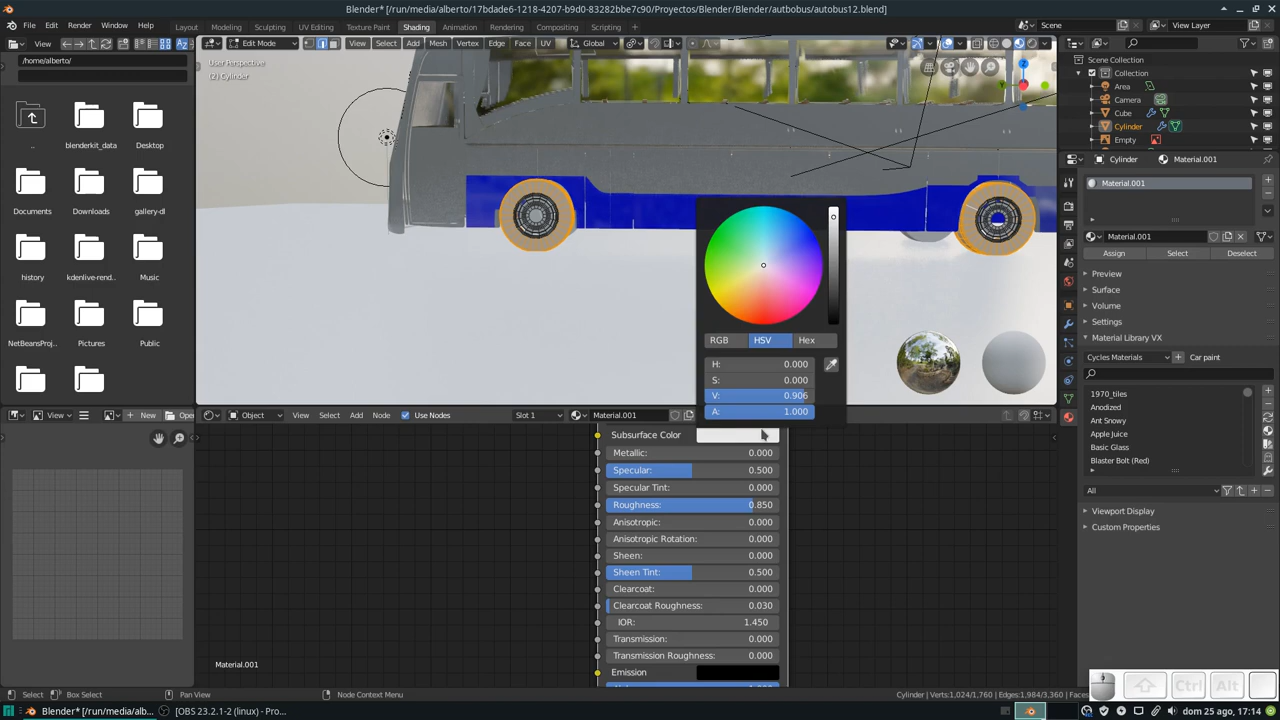 Blender* [/run/media/alberto/17bdade6-1218-4207-b9d0-83282bbe7c90/Proyectos/Blender/Blender/autbobus/autobus12.blend]
File Edit Render Window Help Layout Modeling Sculpting UV Editing Texture Paint Shading Animation Rendering Compositing Scripting Scene View Layer
View
Edit Mode View Select Add Mesh Vertex Edge Face UV Global
/home/alberto/
User Perspective
(2) Cylinder
Scene Collection
Collection
Area
Camera
Cube
Cylinder
Empty
.. blenderkit_data Desktop
Documents Downloads gallery-dl
history kdenlive-rend.. Music
NetBeansProj.. Pictures Public
Cylinder Material.001
Material.001
Material.001
Assign Select Deselect
Preview
Surface
Volume
Settings
Material Library VX
Cycles Materials Car paint
1970_tiles
Anodized
Ant Snowy
Apple Juice
Basic Glass
Blaster Bolt (Red)
All
Viewport Display
Custom Properties
RGB HSV Hex
H: 0.000
S: 0.000
V: 0.906
A: 1.000
View New Open
Object View Select Add Node Use Nodes Slot 1 Material.001
Subsurface Color
Metallic: 0.000
Specular: 0.500
Specular Tint: 0.000
Roughness: 0.850
Anisotropic: 0.000
Anisotropic Rotation: 0.000
Sheen: 0.000
Sheen Tint: 0.500
Clearcoat: 0.000
Clearcoat Roughness: 0.030
IOR: 1.450
Transmission: 0.000
Transmission Roughness: 0.000
Emission
Material.001
Ctrl Alt
Select Box Select Pan View Node Context Menu Cylinder | Verts:1,024/1,760 | Edges:1,984/3,360 | Faces
Blender* [/run/media/alb... [OBS 23.2.1-2 (linux) - Pro... dom 25 ago, 17:14